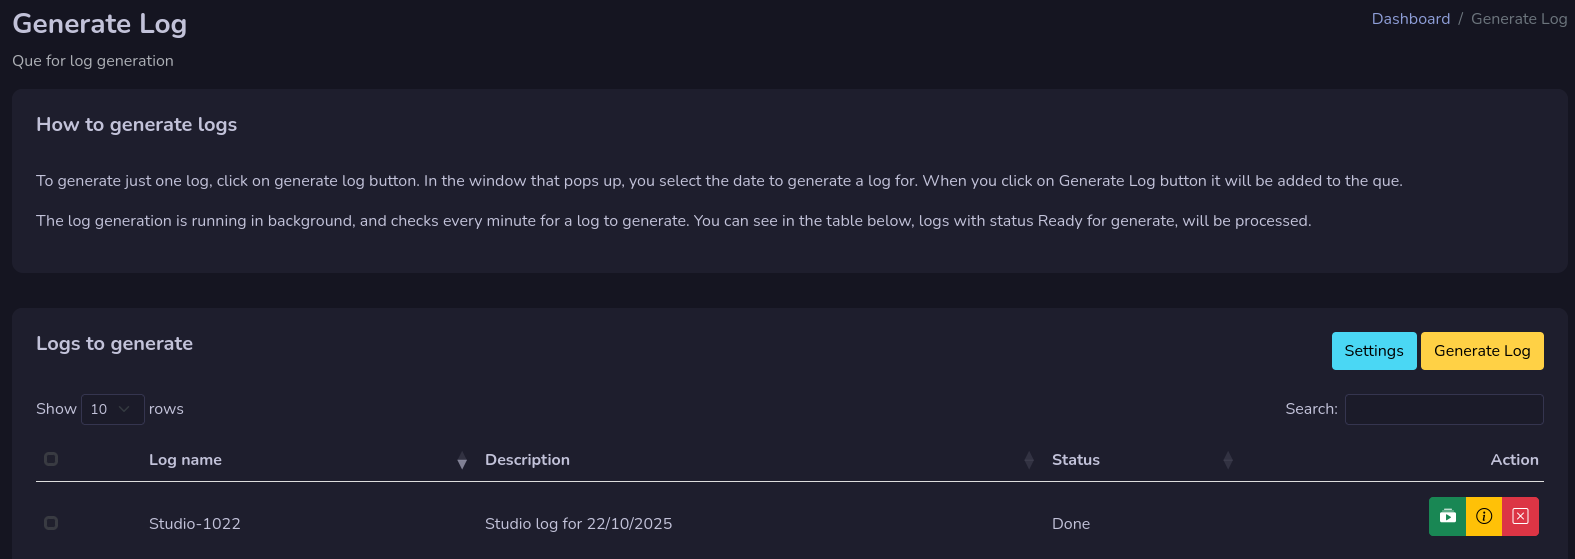 Generate Log
Dashboard / Generate Log
Que for log generation
How to generate logs
To generate just one log, click on generate log button. In the window that pops up, you select the date to generate a log for. When you click on Generate Log button it will be added to the que.
The log generation is running in background, and checks every minute for a log to generate. You can see in the table below, logs with status Ready for generate, will be processed.
Logs to generate
Settings Generate Log
Show 10 rows Search:
Log name Description Status Action
Studio-1022 Studio log for 22/10/2025 Done